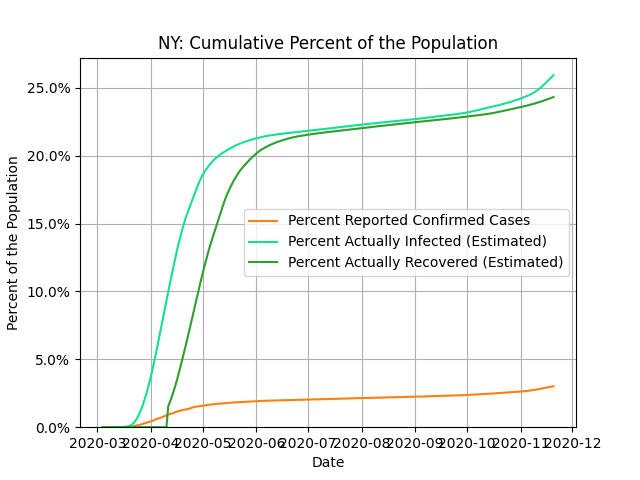 NY: Cumulative Percent of the Population
Percent of the Population
25.0%
20.0%
15.0%
10.0%
5.0%
0.0%
Percent Reported Confirmed Cases
Percent Actually Infected (Estimated)
Percent Actually Recovered (Estimated)
2020-03 2020-04 2020-05 2020-06 2020-07 2020-08 2020-09 2020-10 2020-11 2020-12
Date